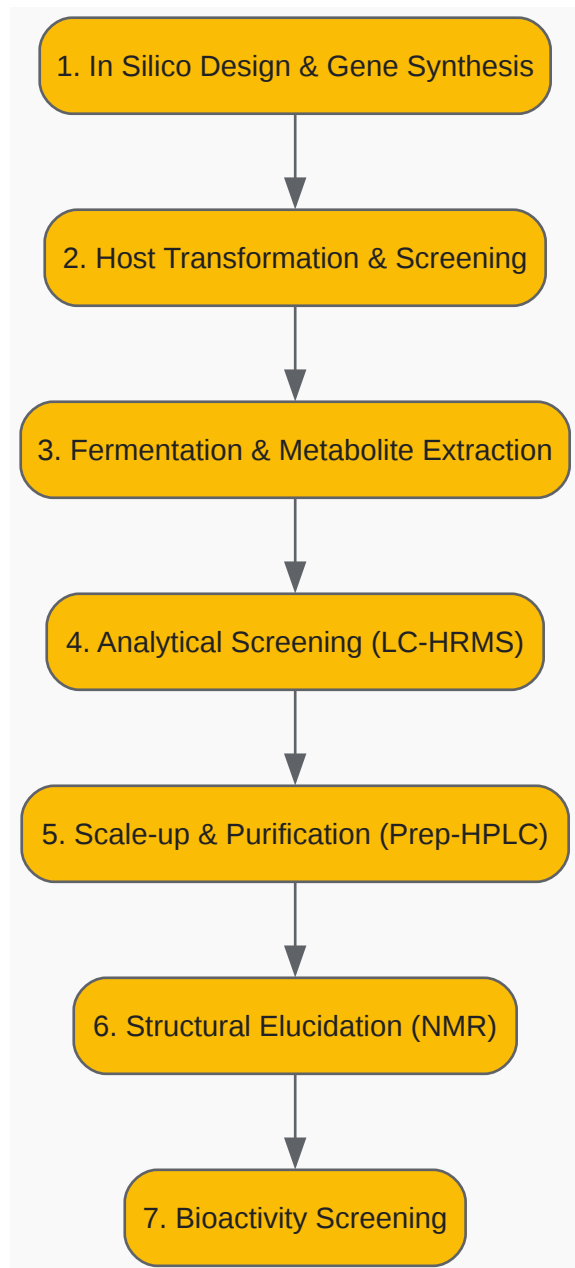 1. In Silico Design & Gene Synthesis
2. Host Transformation & Screening
3. Fermentation & Metabolite Extraction
4. Analytical Screening (LC-HRMS)
5. Scale-up & Purification (Prep-HPLC)
6. Structural Elucidation (NMR)
7. Bioactivity Screening